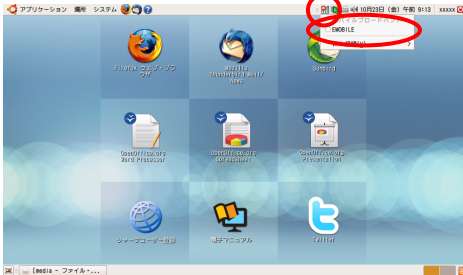 アプリケーション 場所 システム
10月23日 (金) 午前 9:13 xxxxx
EMOBILE
Firefox ウェブ・ブラウザ
Mozilla Thunderbird Mail/News
Sunbird
OpenOffice.org Word Processor
OpenOffice.org Spreadsheet
OpenOffice.org Presentation
シャープユーザー登録
電子マニュアル
Twitter
[media - ファイル・...